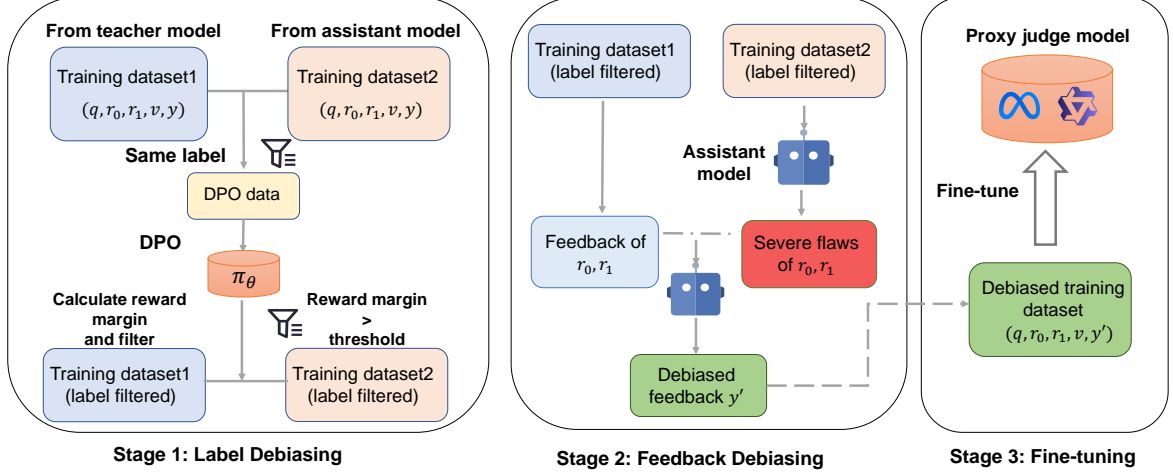 From teacher model
From assistant model
Training dataset1
(q, r₀, r₁, v, y)
Training dataset2
(q, r₀, r₁, v, y)
Same label
DPO data
DPO
π_θ
Calculate reward
margin
and filter
Reward margin
>
threshold
Training dataset1
(label filtered)
Training dataset2
(label filtered)
Stage 1: Label Debiasing
Training dataset1
(label filtered)
Training dataset2
(label filtered)
Assistant
model
Feedback of
r₀, r₁
Severe flaws
of r₀, r₁
Debiased
feedback y′
Stage 2: Feedback Debiasing
Proxy judge model
Fine-tune
Debiased training
dataset
(q, r₀, r₁, v, y′)
Stage 3: Fine-tuning